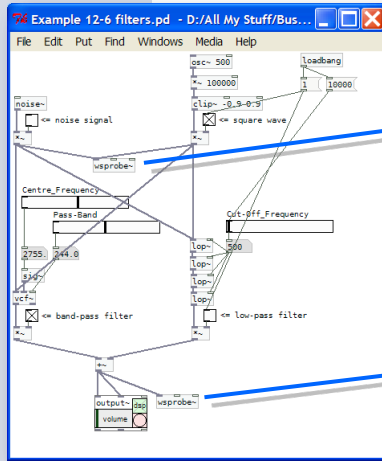 Example 12-6 filters.pd - D:/All My Stuff/Bus...
File Edit Put Find Windows Media Help
osc~ 500
loadbang
*~ 100000
1
10000
noise~
clip~ -0.9 0.9
<= noise signal
<= square wave
*~
*~
wsprobe~
Centre_Frequency
Pass-Band
Cut-Off_Frequency
2755.
244.0
lop~
500
lop~
sig~
lop~
vcf~
lop~
<= band-pass filter
<= low-pass filter
*~
*~
+~
output~
dsp
wsprobe~
volume